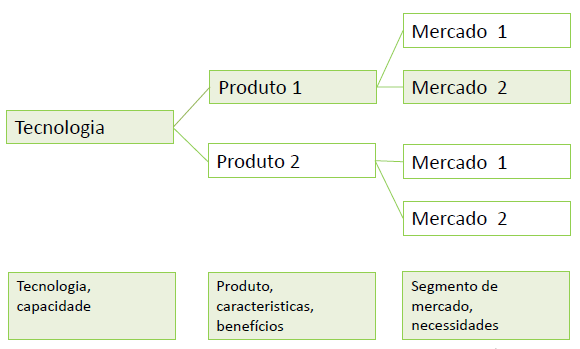 Mercado 1
Produto 1
Mercado 2
Tecnologia
Produto 2
Mercado 1
Mercado 2
Tecnologia,
capacidade
Produto,
caracteristicas,
benefícios
Segmento de
mercado,
necessidades